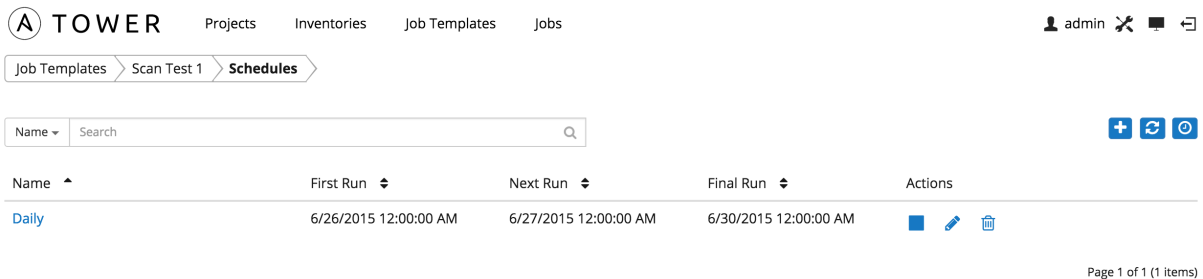 TOWER Projects Inventories Job Templates Jobs admin
Job Templates Scan Test 1 Schedules
Name Search
Name First Run Next Run Final Run Actions
Daily 6/26/2015 12:00:00 AM 6/27/2015 12:00:00 AM 6/30/2015 12:00:00 AM
Page 1 of 1 (1 items)